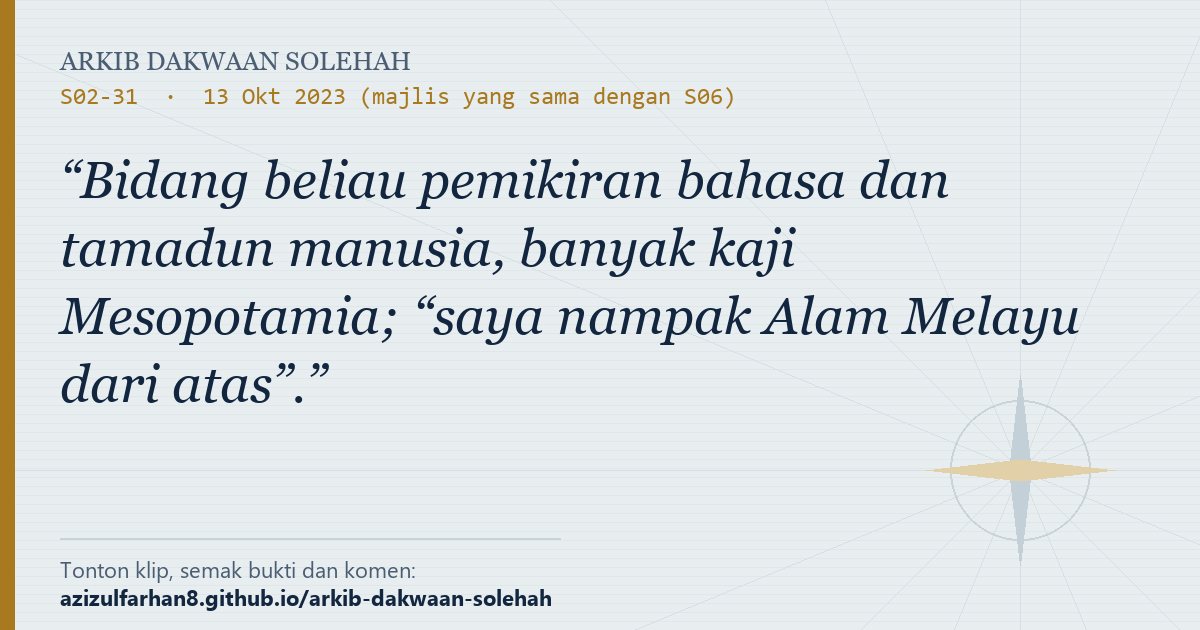 ARKIB DAKWAAN SOLEHAH
S02-31 · 13 Okt 2023 (majlis yang sama dengan S06)
“Bidang beliau pemikiran bahasa dan
tamadun manusia, banyak kaji
Mesopotamia; “saya nampak Alam Melayu
dari atas”.”
Tonton klip, semak bukti dan komen:
azizulfarhan8.github.io/arkib-dakwaan-solehah